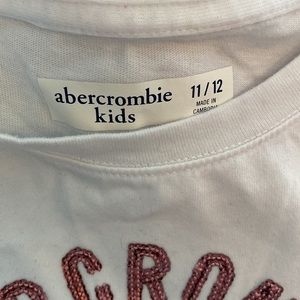 abercrombie
kids
11 / 12
MADE IN
CAMBODIA